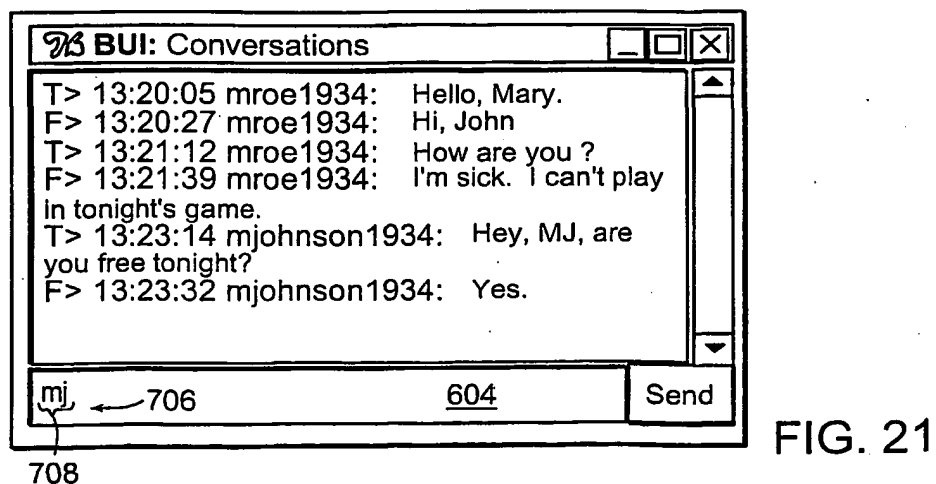 BUI: Conversations
T> 13:20:05 mroe1934: Hello, Mary.
F> 13:20:27 mroe1934: Hi, John
T> 13:21:12 mroe1934: How are you ?
F> 13:21:39 mroe1934: I'm sick. I can't play
in tonight's game.
T> 13:23:14 mjohnson1934: Hey, MJ, are
you free tonight?
F> 13:23:32 mjohnson1934: Yes.
mj 706 604 Send
708
FIG. 21